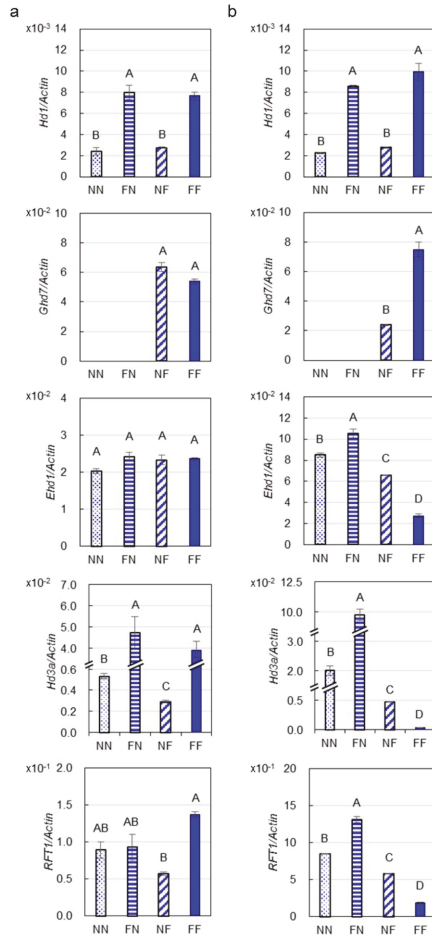 a
b
x10-3
x10-3
Hd1/Actin
14
12
10
8
6
4
2
0
B
A
B
A
NN
FN
NF
FF
Hd1/Actin
14
12
10
8
6
4
2
0
B
A
B
A
NN
FN
NF
FF
x10-2
x10-2
Ghd7/Actin
10
8
6
4
2
0
A
A
NN
FN
NF
FF
Ghd7/Actin
10
8
6
4
2
0
B
A
NN
FN
NF
FF
x10-2
x10-2
Ehd1/Actin
4
3
2
1
0
A
A
A
A
NN
FN
NF
FF
Ehd1/Actin
14
12
10
8
6
4
2
0
B
A
C
D
NN
FN
NF
FF
x10-2
x10-2
Hd3a/Actin
7.0
6.0
5.0
4.0
0.6
0.4
0.2
0.0
B
A
C
A
NN
FN
NF
FF
Hd3a/Actin
12.5
10.0
3.0
2.0
0.5
0.0
B
A
C
D
NN
FN
NF
FF
x10-1
x10-1
RFT1/Actin
2.0
1.5
1.0
0.5
0.0
AB
AB
B
A
NN
FN
NF
FF
RFT1/Actin
20
15
10
5
0
B
A
C
D
NN
FN
NF
FF